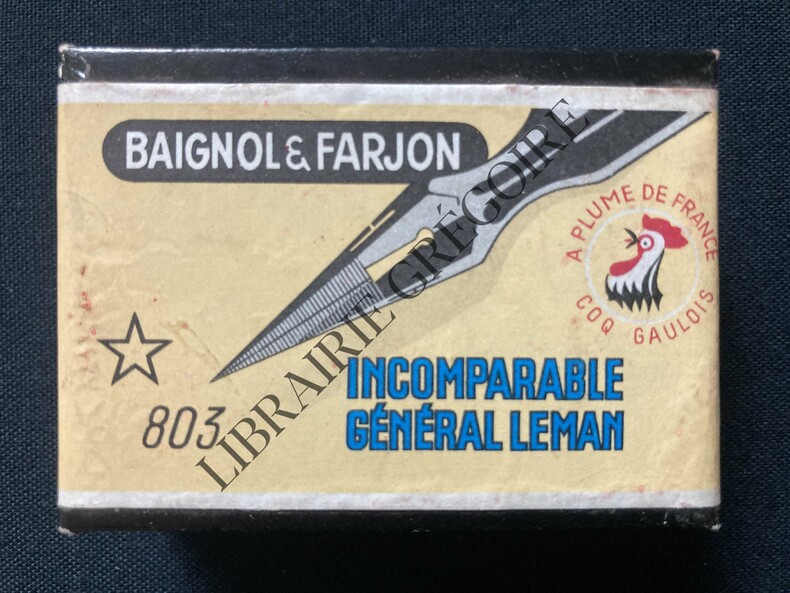 BAIGNOL & FARJON
A PLUME DE FRANCE
COQ GAULOIS
INCOMPARABLE
GÉNÉRAL LEMAN
803
LIBRAIRIE GRÉGOIRE